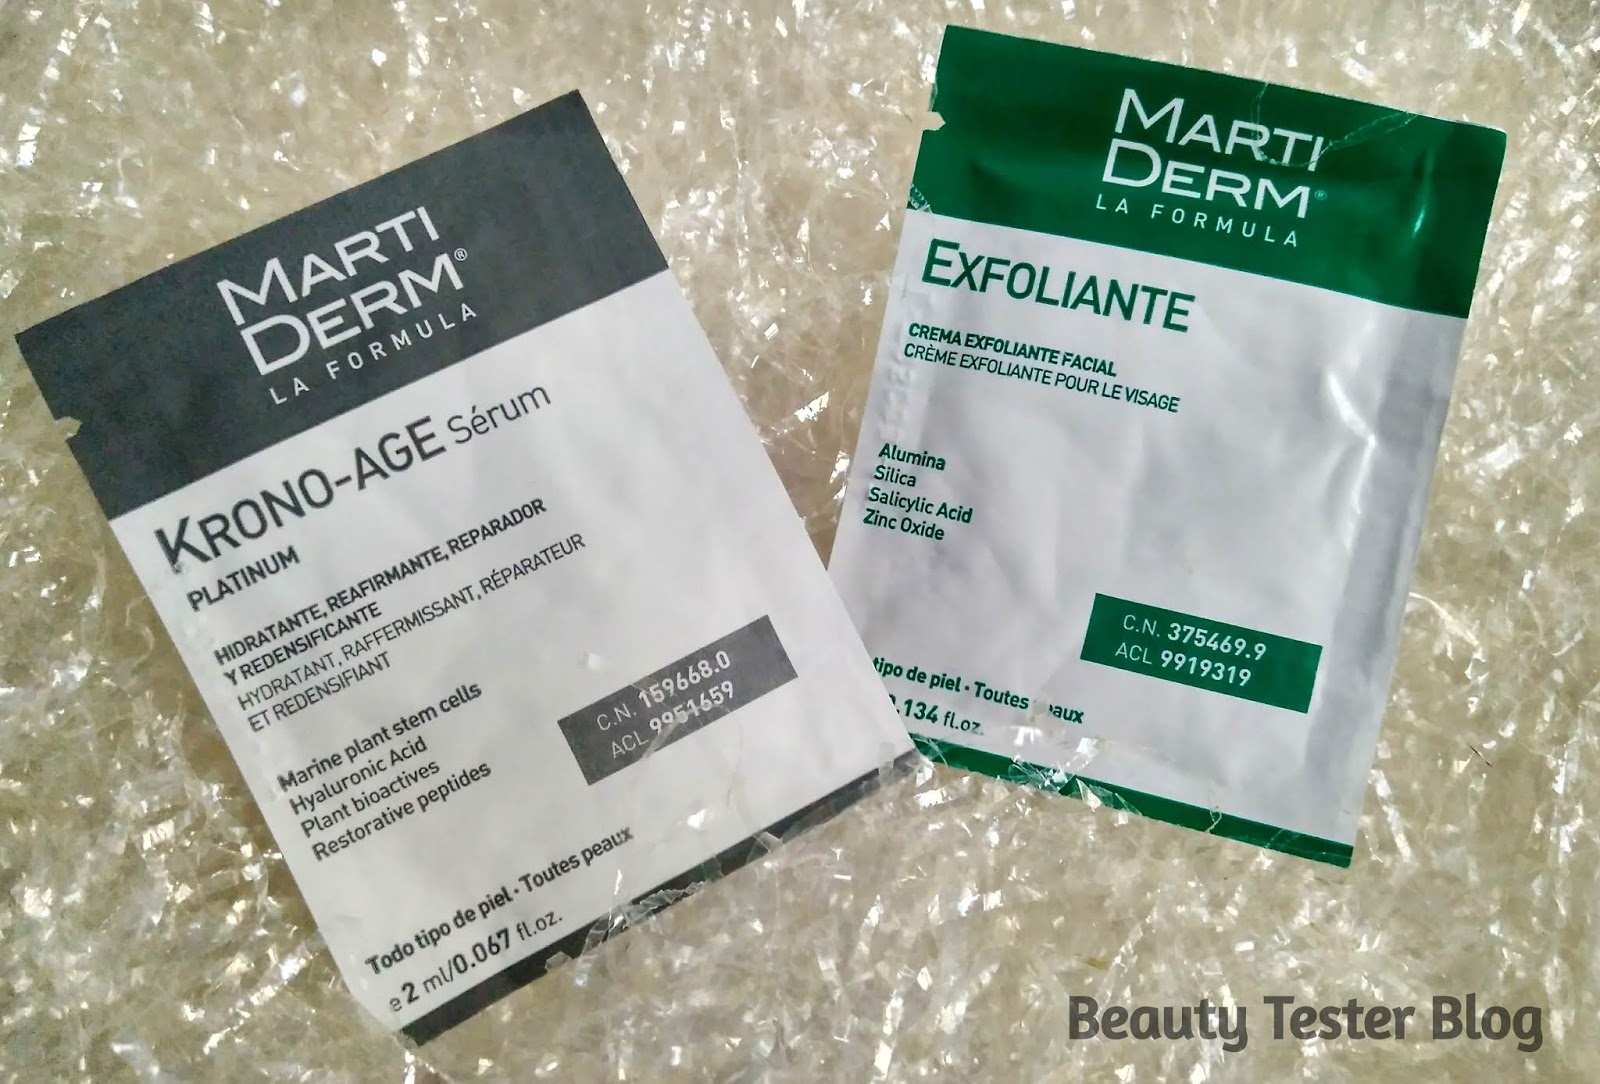 MARTI
DERM®
LA FORMULA
KRONO-AGE Sérum
PLATINUM
HIDRATANTE, REAFIRMANTE, REPARADOR
Y REDENSIFICANTE
HYDRATANT, RAFFERMISSANT, RÉPARATEUR
ET REDENSIFIANT
Marine plant stem cells
Hyaluronic Acid
Plant bioactives
Restorative peptides
C.N. 159668.0
ACL 9951659
Todo tipo de piel · Toutes peaux
e 2 ml/0.067 fl.oz.
MARTI
DERM®
LA FORMULA
EXFOLIANTE
CREMA EXFOLIANTE FACIAL
CRÈME EXFOLIANTE POUR LE VISAGE
Alumina
Silica
Salicylic Acid
Zinc Oxide
C.N. 375469.9
ACL 9919319
tipo de piel · Toutes
.134 fl.oz.
Beauty Tester Blog